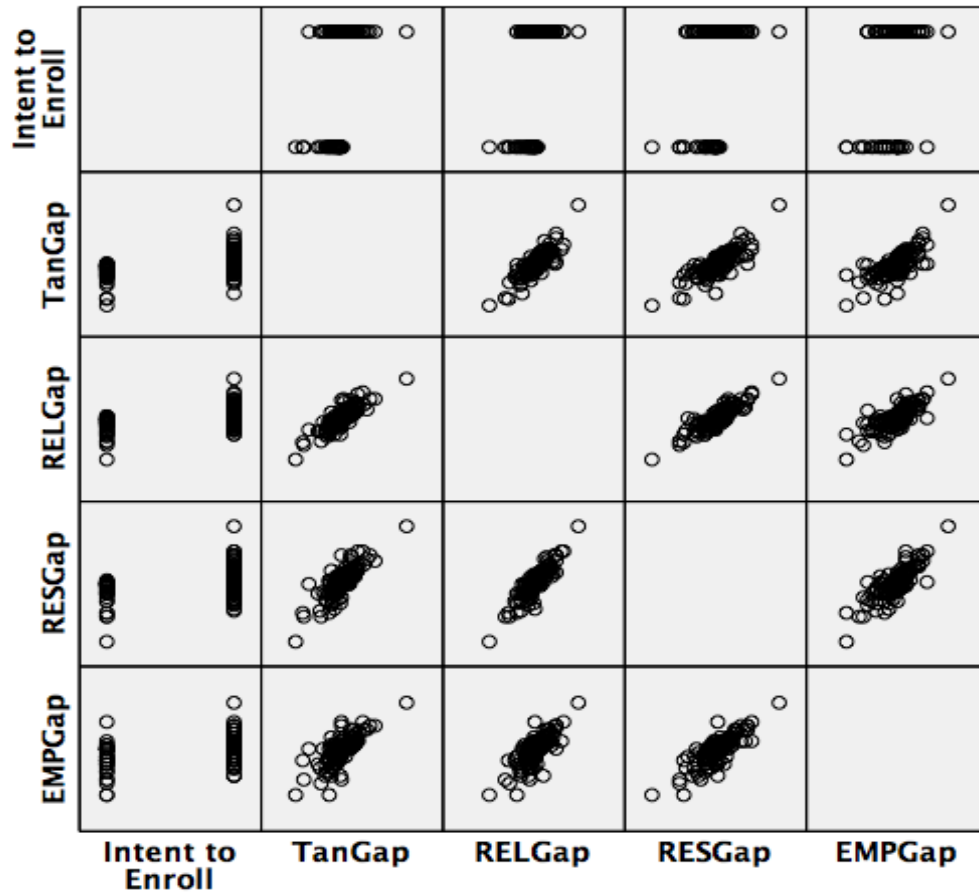 Intent to
Enroll
TanGap
RELGap
RESGap
EMPGap
Intent to
Enroll
TanGap
RELGap
RESGap
EMPGap